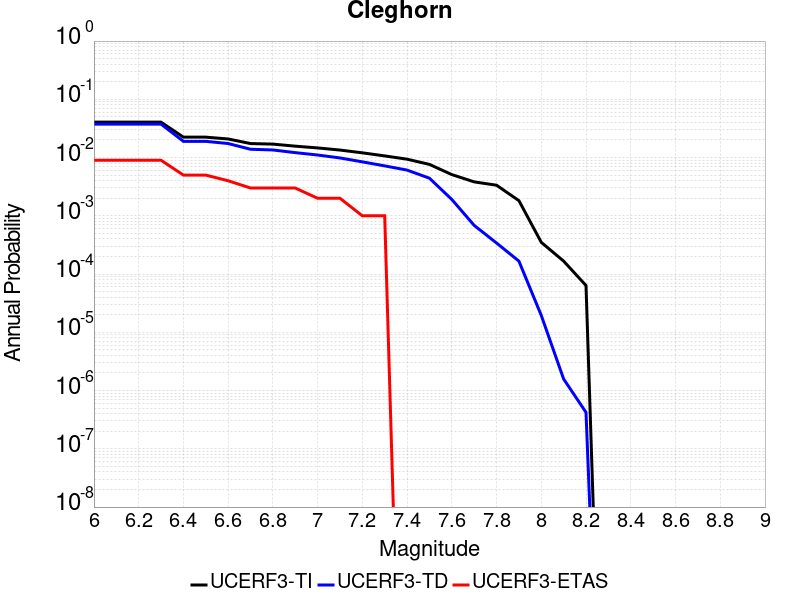 Cleghorn
10^0
10^-1
10^-2
10^-3
10^-4
10^-5
10^-6
10^-7
10^-8
Annual Probability
6 6.2 6.4 6.6 6.8 7 7.2 7.4 7.6 7.8 8 8.2 8.4 8.6 8.8 9
Magnitude
UCERF3-TI UCERF3-TD UCERF3-ETAS